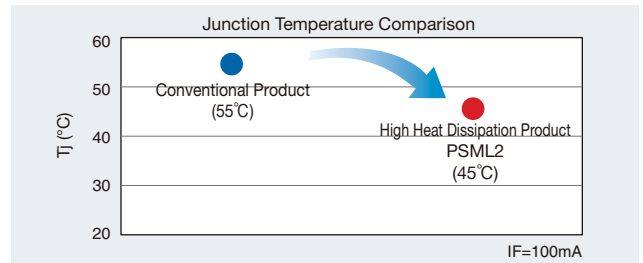 Junction Temperature Comparison
60
50
40
30
20
Tj (°C)
Conventional Product
(55℃)
High Heat Dissipation Product
PSML2
(45℃)
IF=100mA